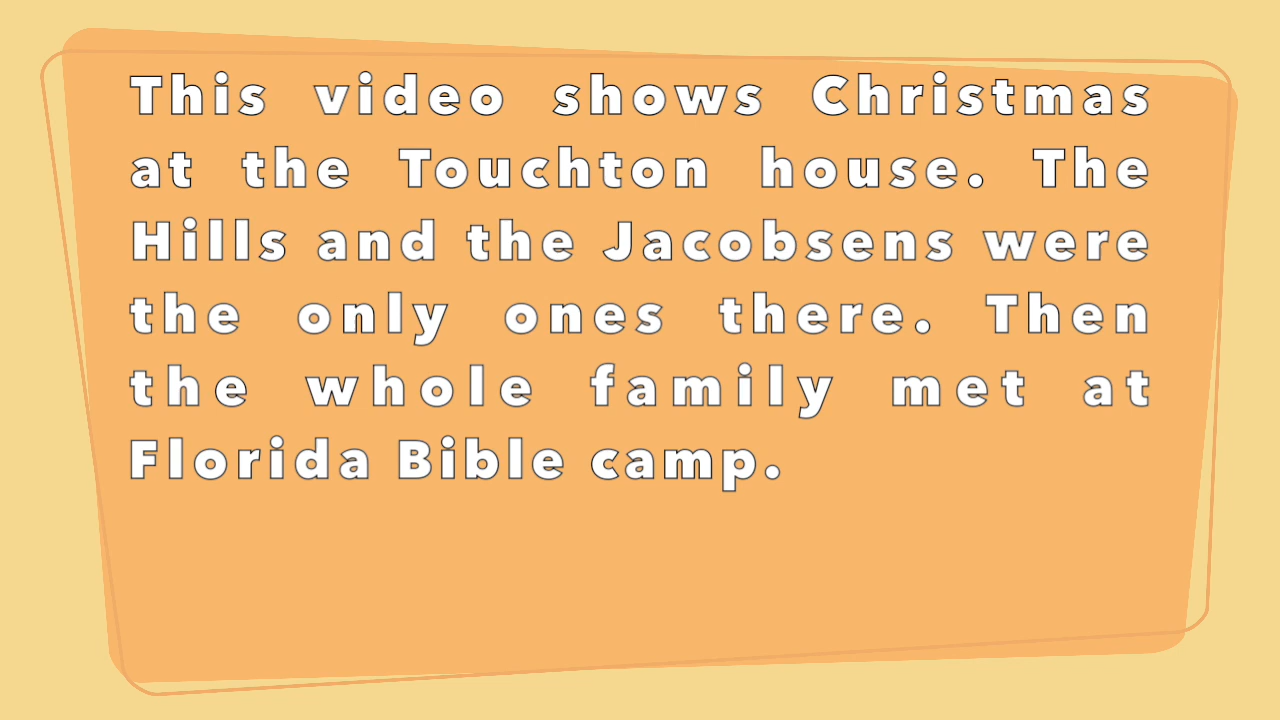 This video shows Christmas
at the Touchton house. The
Hills and the Jacobsens were
the only ones there. Then
the whole family met at
Florida Bible camp.